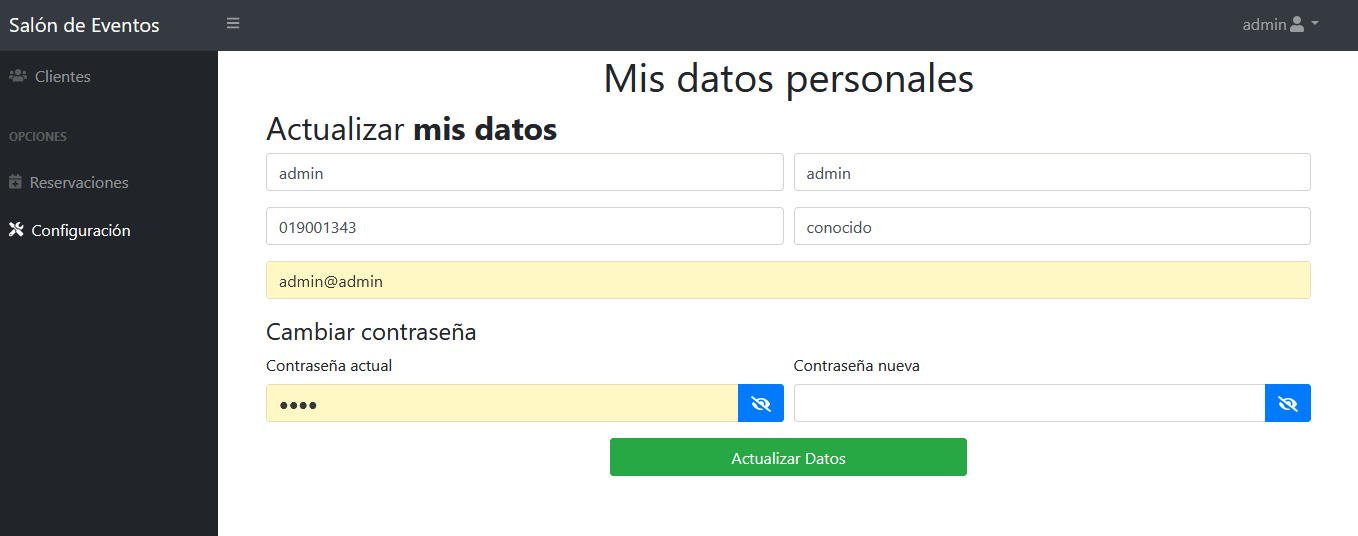 Salón de Eventos
admin
Clientes
OPCIONES
Reservaciones
Configuración
Mis datos personales
Actualizar mis datos
admin
admin
019001343
conocido
admin@admin
Cambiar contraseña
Contraseña actual
Contraseña nueva
••••
Actualizar Datos